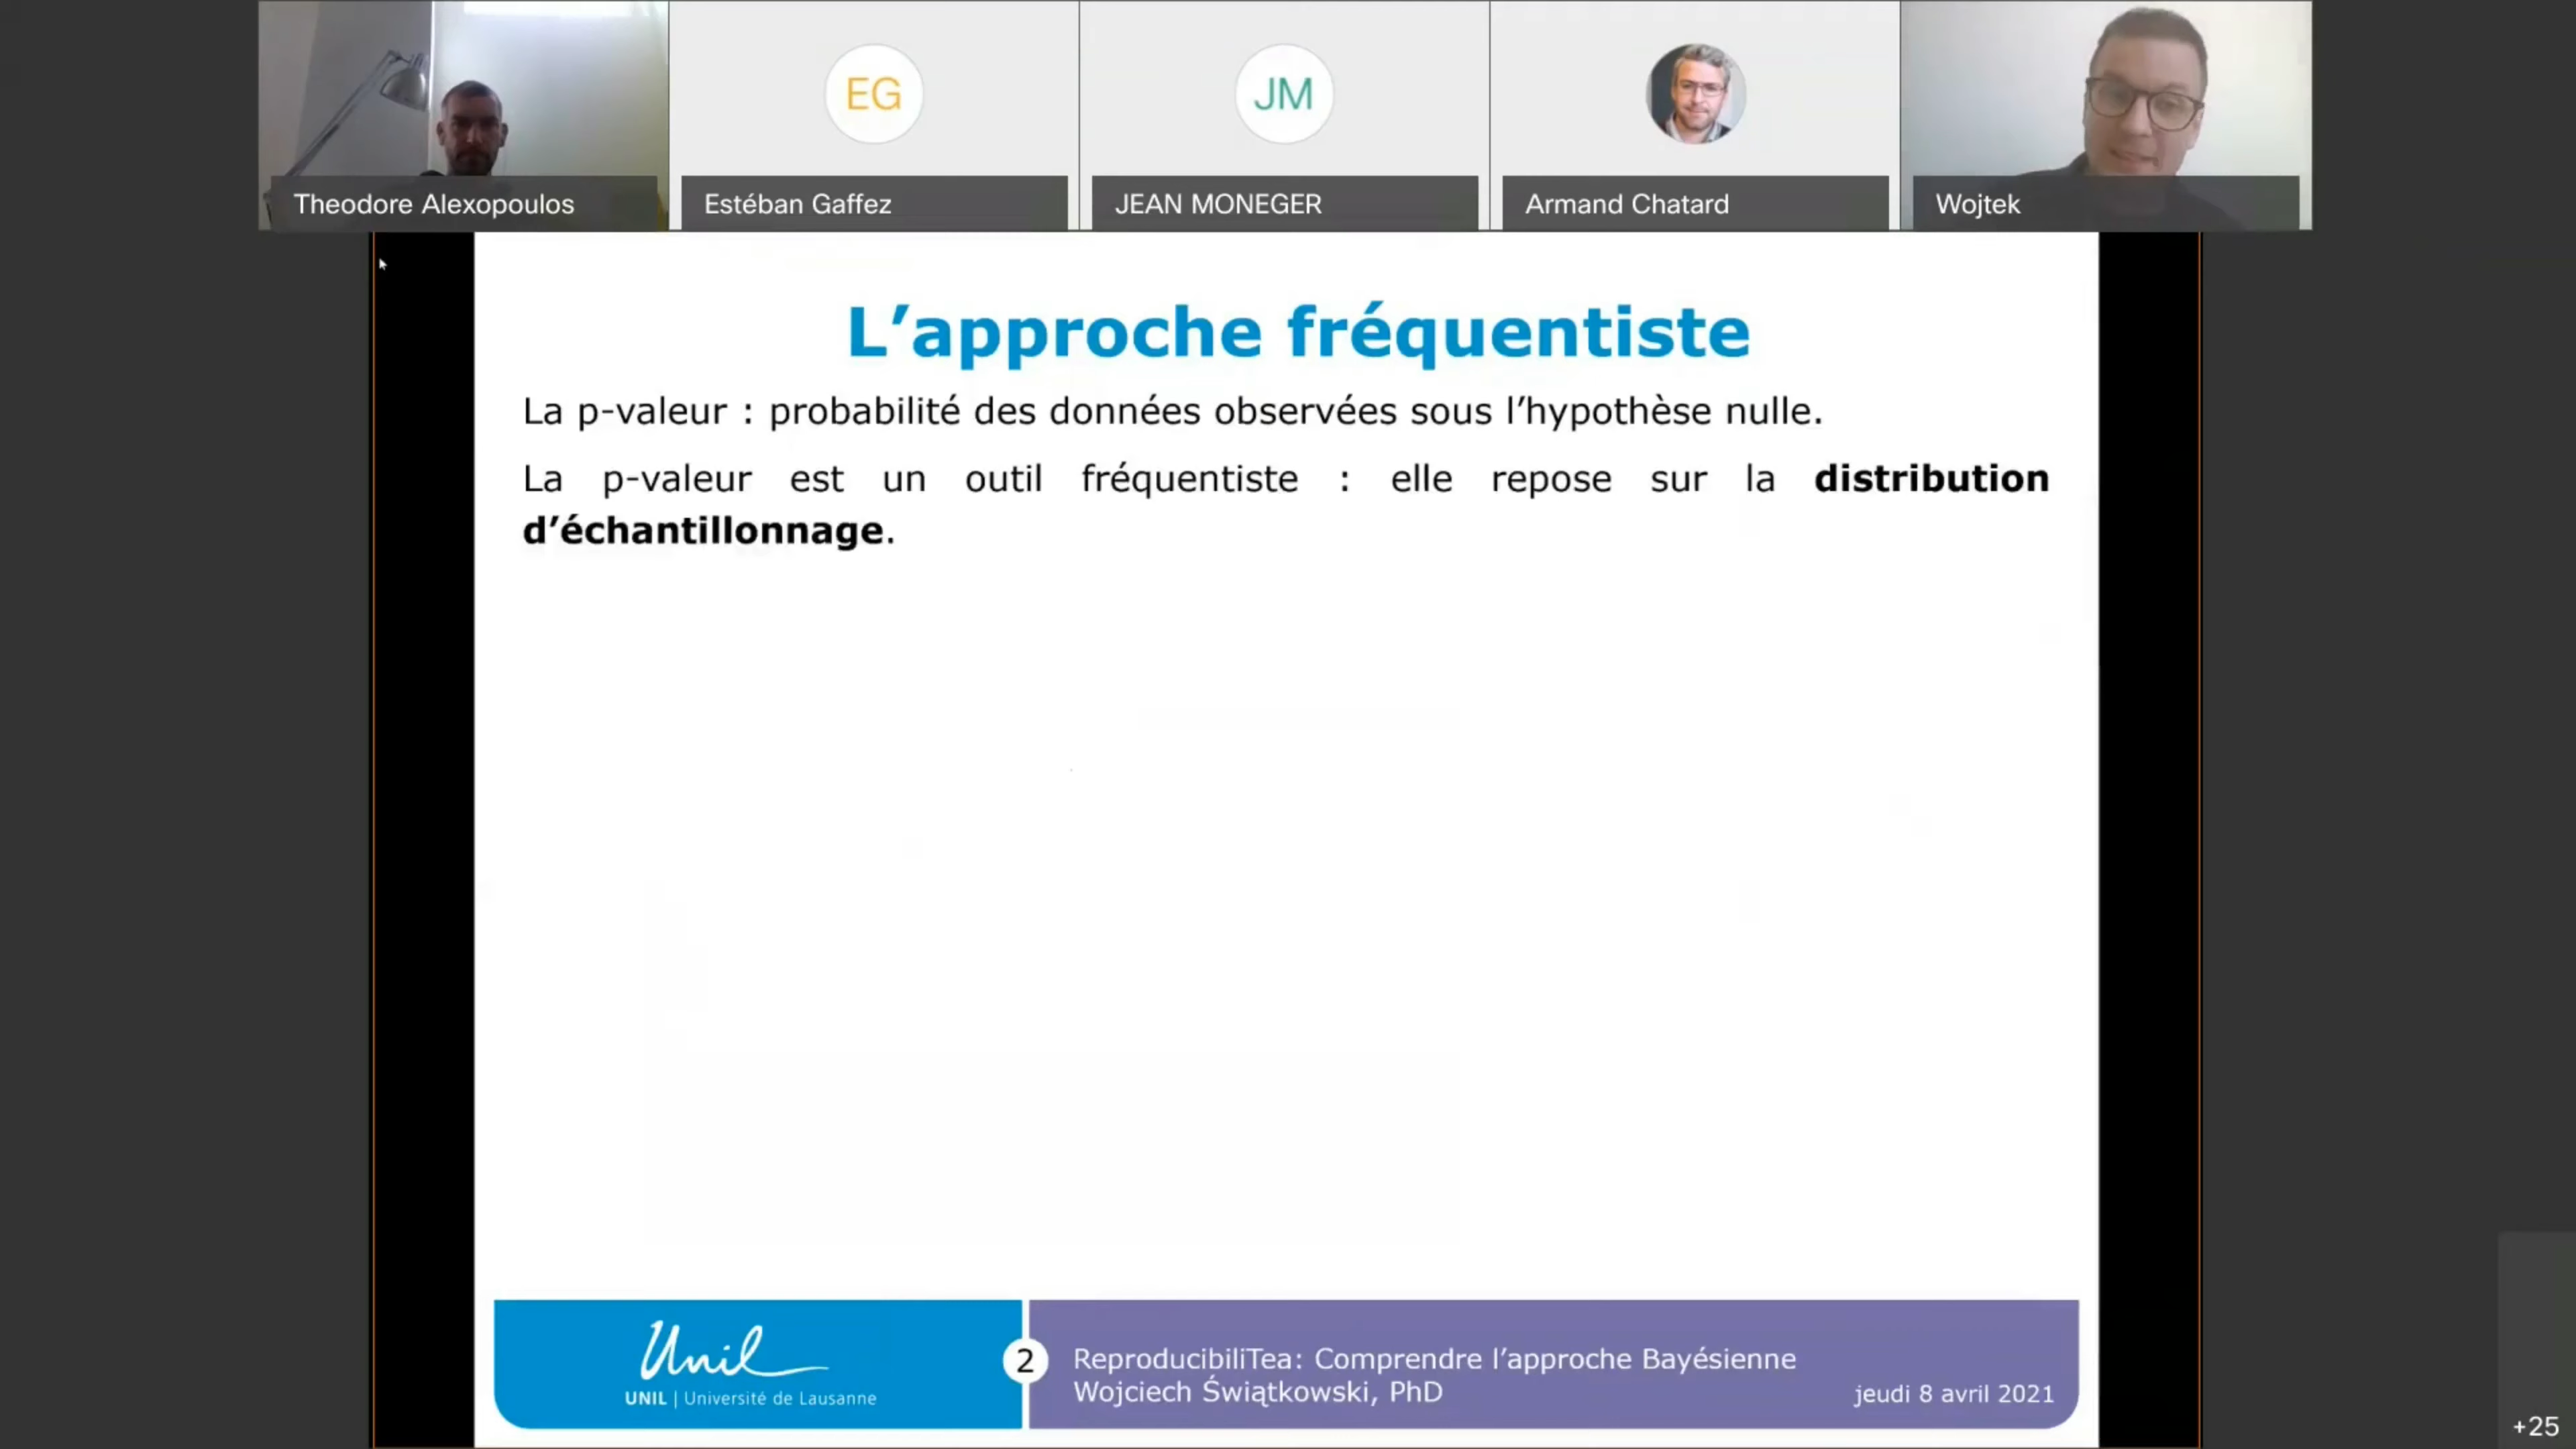 EG
JM
Theodore Alexopoulos
Estéban Gaffez
JEAN MONEGER
Armand Chatard
Wojtek
L’approche fréquentiste
La p-valeur : probabilité des données observées sous l’hypothèse nulle.
La p-valeur est un outil fréquentiste : elle repose sur la distribution
d’échantillonnage.
Unil
UNIL | Université de Lausanne
2
ReproducibiliTea: Comprendre l’approche Bayésienne
Wojciech Świątkowski, PhD
jeudi 8 avril 2021
+25